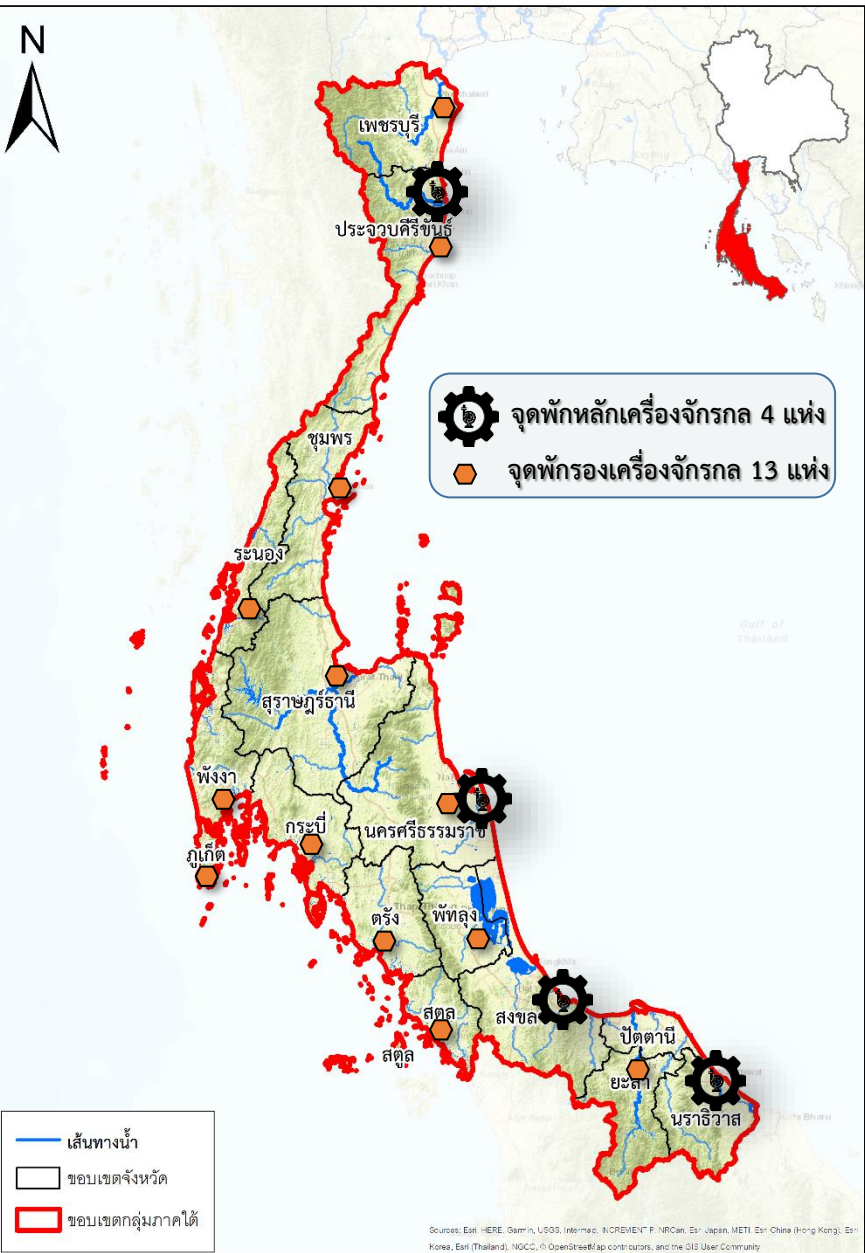 N
เพชรบุรี
ประจวบคีรีขันธ์
จุดพักหลักเครื่องจักรกล 4 แห่ง
จุดพักรองเครื่องจักรกล 13 แห่ง
ชุมพร
ระนอง
Gulf of
Thailand
สุราษฎร์ธานี
พังงา
กระบี่
นครศรีธรรมราช
ภูเก็ต
ตรัง
พัทลุง
สตูล
สงขล
สตูล
ปัตตานี
ยะลา
นราธิวาส
เส้นทางน้ำ
ขอบเขตจังหวัด
ขอบเขตกลุ่มภาคใต้
Sources: Esri, HERE, Garmin, USGS, Intermap, INCREMENT P, NRCan, Esri Japan, METI, Esri China (Hong Kong), Esri
Korea, Esri (Thailand), NGCC, © OpenStreetMap contributors, and the GIS User Community